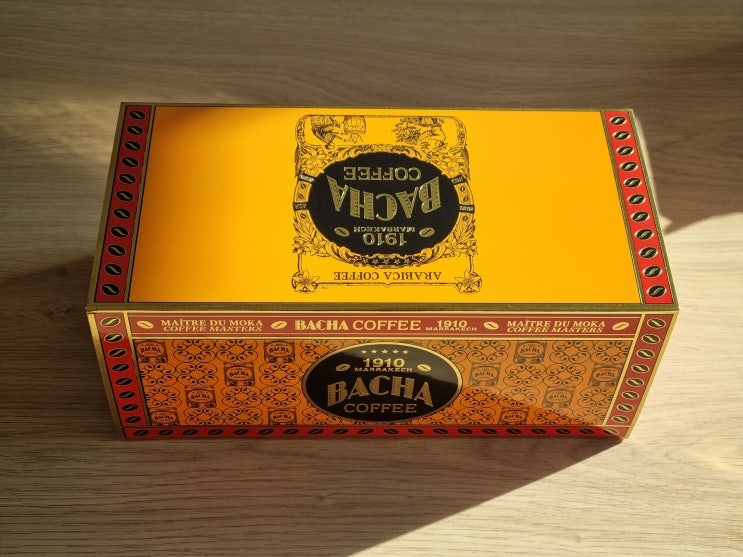 ARABICA COFFEE
1910
MARRAKECH
BACHA
COFFEE
MAÎTRE DU MOKA
COFFEE MASTERS
BACHA COFFEE 1910
MARRAKECH
MAÎTRE DU MOKA
COFFEE MASTERS
1910
MARRAKECH
BACHA
COFFEE